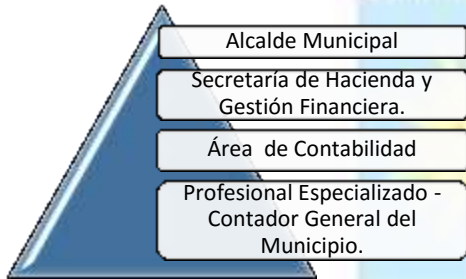 Alcalde Municipal
Secretaría de Hacienda y
Gestión Financiera.
Área de Contabilidad
Profesional Especializado -
Contador General del
Municipio.